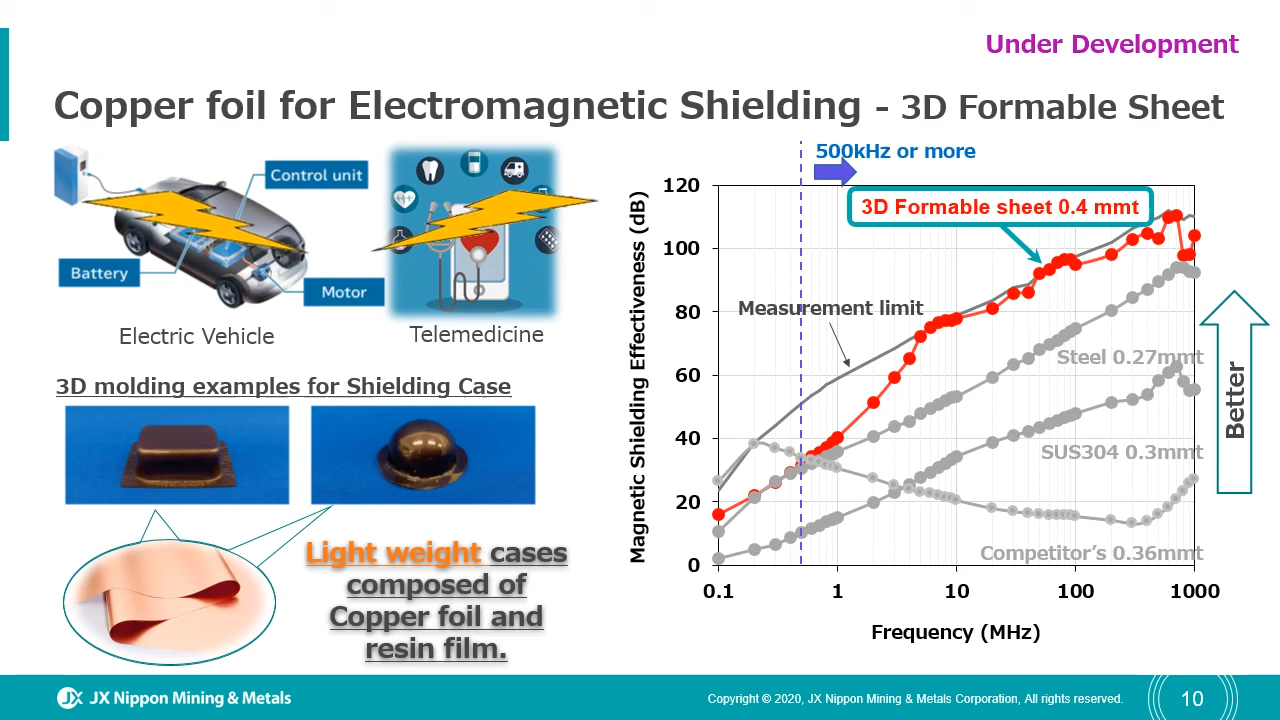 Under Development
Copper foil for Electromagnetic Shielding - 3D Formable Sheet
Control unit
Battery
Motor
Electric Vehicle
Telemedicine
3D molding examples for Shielding Case
Light weight cases
composed of
Copper foil and
resin film.
500kHz or more
3D Formable sheet 0.4 mmt
Measurement limit
Steel 0.27mmt
SUS304 0.3mmt
Competitor's 0.36mmt
Magnetic Shielding Effectiveness (dB)
120
100
80
60
40
20
0
0.1 1 10 100 1000
Frequency (MHz)
Better
JX JX Nippon Mining & Metals
Copyright © 2020, JX Nippon Mining & Metals Corporation, All rights reserved.
10